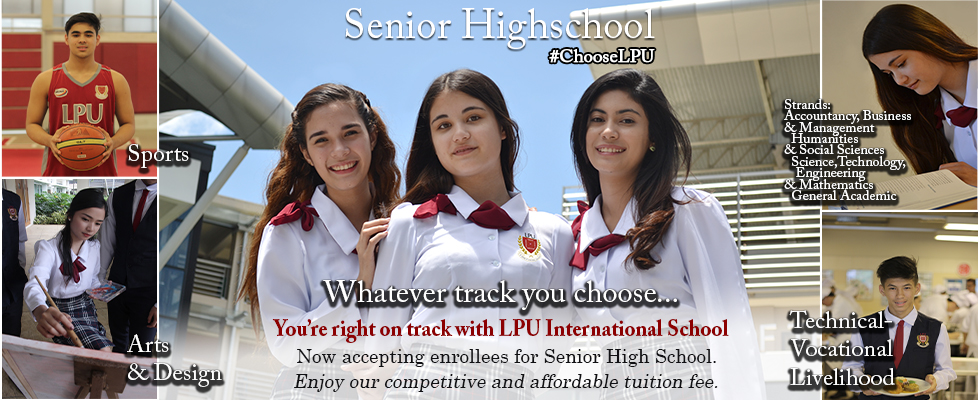 Senior Highschool
#ChooseLPU
LPU
Sports
Strands:
Accountancy, Business
& Management
Humanities
& Social Sciences
Science,Technology,
Engineering
& Mathematics
General Academic
Arts
& Design
Whatever track you choose...
You're right on track with LPU International School
Now accepting enrollees for Senior High School.
Enjoy our competitive and affordable tuition fee.
Technical-
Vocational
Livelihood